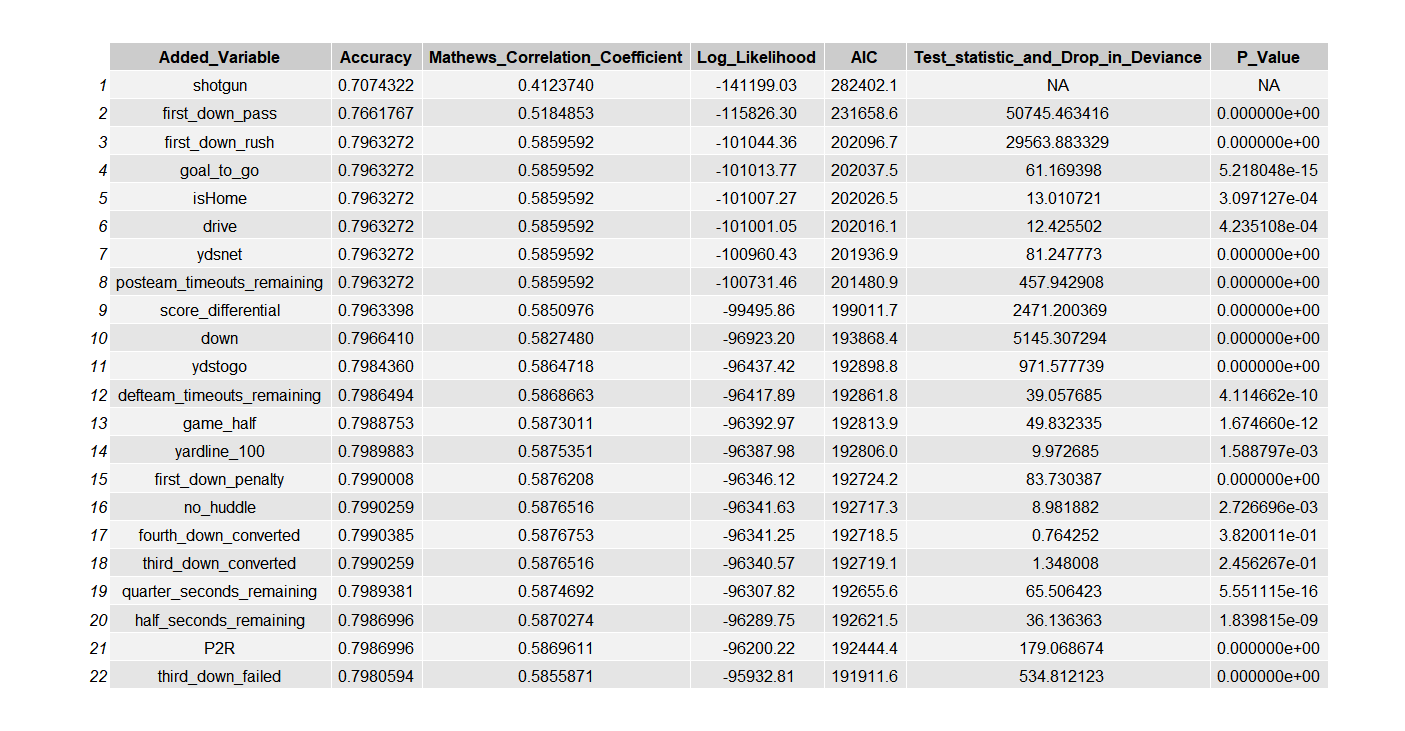 Added_Variable Accuracy Mathews_Correlation_Coefficient Log_Likelihood AIC Test_statistic_and_Drop_in_Deviance P_Value
1 shotgun 0.7074322 0.4123740 -141199.03 282402.1 NA NA
2 first_down_pass 0.7661767 0.5184853 -115826.30 231658.6 50745.463416 0.000000e+00
3 first_down_rush 0.7963272 0.5859592 -101044.36 202096.7 29563.883329 0.000000e+00
4 goal_to_go 0.7963272 0.5859592 -101013.77 202037.5 61.169398 5.218048e-15
5 isHome 0.7963272 0.5859592 -101007.27 202026.5 13.010721 3.097127e-04
6 drive 0.7963272 0.5859592 -101001.05 202016.1 12.425502 4.235108e-04
7 ydsnet 0.7963272 0.5859592 -100960.43 201936.9 81.247773 0.000000e+00
8 posteam_timeouts_remaining 0.7963272 0.5859592 -100731.46 201480.9 457.942908 0.000000e+00
9 score_differential 0.7963398 0.5850976 -99495.86 199011.7 2471.200369 0.000000e+00
10 down 0.7966410 0.5827480 -96923.20 193868.4 5145.307294 0.000000e+00
11 ydstogo 0.7984360 0.5864718 -96437.42 192898.8 971.577739 0.000000e+00
12 defteam_timeouts_remaining 0.7986494 0.5868663 -96417.89 192861.8 39.057685 4.114662e-10
13 game_half 0.7988753 0.5873011 -96392.97 192813.9 49.832335 1.674660e-12
14 yardline_100 0.7989883 0.5875351 -96387.98 192806.0 9.972685 1.588797e-03
15 first_down_penalty 0.7990008 0.5876208 -96346.12 192724.2 83.730387 0.000000e+00
16 no_huddle 0.7990259 0.5876516 -96341.63 192717.3 8.981882 2.726696e-03
17 fourth_down_converted 0.7990385 0.5876753 -96341.25 192718.5 0.764252 3.820011e-01
18 third_down_converted 0.7990259 0.5876516 -96340.57 192719.1 1.348008 2.456267e-01
19 quarter_seconds_remaining 0.7989381 0.5874692 -96307.82 192655.6 65.506423 5.551115e-16
20 half_seconds_remaining 0.7986996 0.5870274 -96289.75 192621.5 36.136363 1.839815e-09
21 P2R 0.7986996 0.5869611 -96200.22 192444.4 179.068674 0.000000e+00
22 third_down_failed 0.7980594 0.5855871 -95932.81 191911.6 534.812123 0.000000e+00